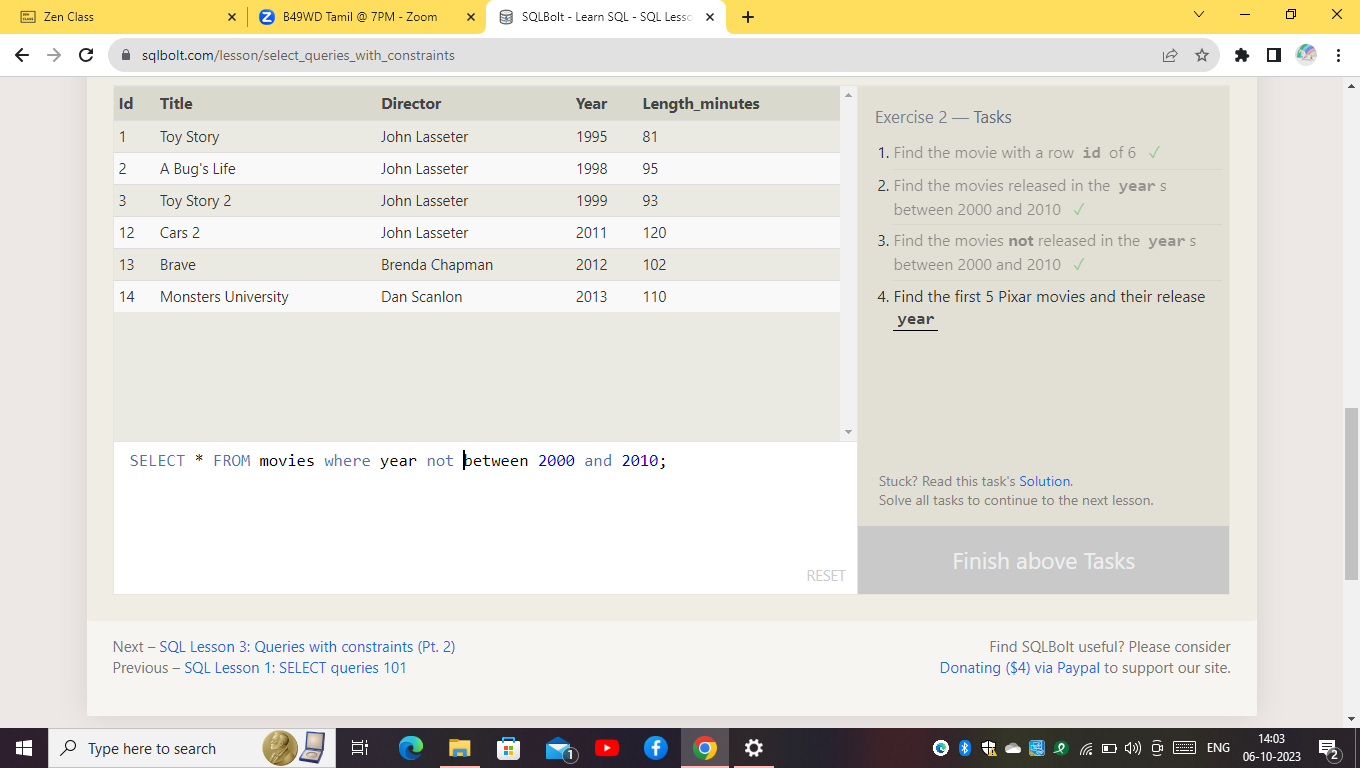 Zen Class
B49WD Tamil @ 7PM - Zoom
SQLBolt - Learn SQL - SQL Lesso
sqlbolt.com/lesson/select_queries_with_constraints
Id Title Director Year Length_minutes
1 Toy Story John Lasseter 1995 81
2 A Bug's Life John Lasseter 1998 95
3 Toy Story 2 John Lasseter 1999 93
12 Cars 2 John Lasseter 2011 120
13 Brave Brenda Chapman 2012 102
14 Monsters University Dan Scanlon 2013 110
SELECT * FROM movies where year not between 2000 and 2010;
RESET
Exercise 2 — Tasks
1. Find the movie with a row id of 6 ✓
2. Find the movies released in the year s
between 2000 and 2010 ✓
3. Find the movies not released in the year s
between 2000 and 2010 ✓
4. Find the first 5 Pixar movies and their release
year
Stuck? Read this task's Solution.
Solve all tasks to continue to the next lesson.
Finish above Tasks
Next – SQL Lesson 3: Queries with constraints (Pt. 2)
Previous – SQL Lesson 1: SELECT queries 101
Find SQLBolt useful? Please consider
Donating ($4) via Paypal to support our site.
Type here to search
1
ENG
14:03
06-10-2023
2